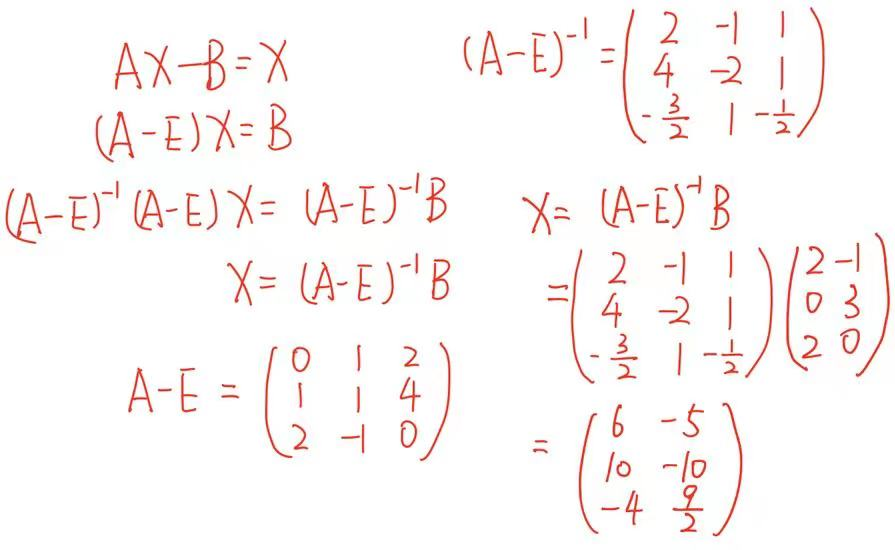 AX-B=X
(A-E)X=B
(A-E)⁻¹(A-E)X= (A-E)⁻¹B
X= (A-E)⁻¹B
A-E = (0 1 2
1 1 4
2 -1 0)
(A-E)⁻¹=(2 -1 1
4 -2 1
-3/2 1 -1/2)
X= (A-E)⁻¹B
=(2 -1 1
4 -2 1
-3/2 1 -1/2)(2 -1
0 3
2 0)
= (6 -5
10 -10
-4 9/2)